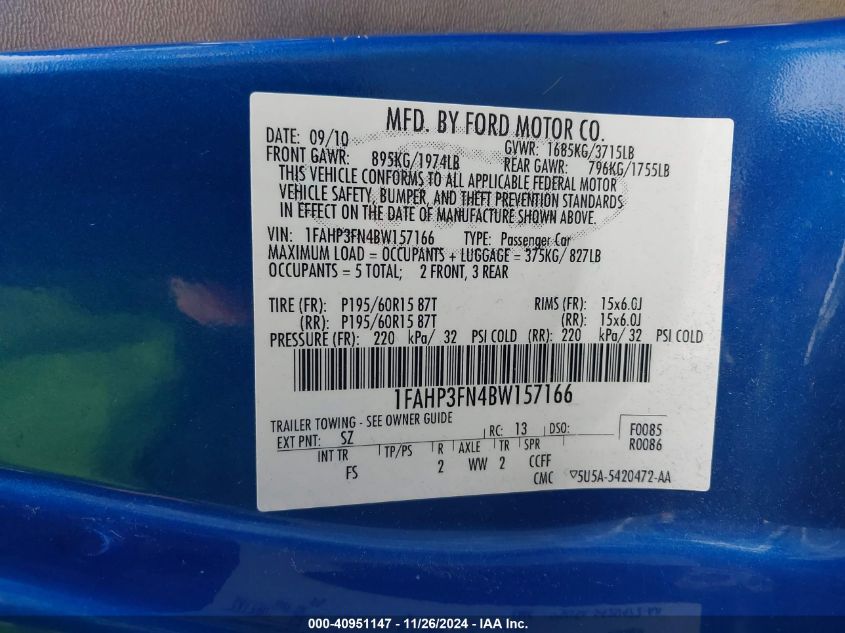 MFD. BY FORD MOTOR CO.
DATE: 09/10 GVWR: 1685KG/3715LB
FRONT GAWR: 895KG/1974LB REAR GAWR: 796KG/1755LB
THIS VEHICLE CONFORMS TO ALL APPLICABLE FEDERAL MOTOR
VEHICLE SAFETY, BUMPER, AND THEFT PREVENTION STANDARDS
IN EFFECT ON THE DATE OF MANUFACTURE SHOWN ABOVE.
VIN: 1FAHP3FN4BW157166 TYPE: Passenger Car
MAXIMUM LOAD = OCCUPANTS + LUGGAGE = 375KG/ 827LB
OCCUPANTS = 5 TOTAL; 2 FRONT, 3 REAR
TIRE (FR): P195/60R15 87T RIMS (FR): 15x6.0J
(RR): P195/60R15 87T (RR): 15x6.0J
PRESSURE (FR): 220 kPa/ 32 PSI COLD (RR): 220 kPa/ 32 PSI COLD
1FAHP3FN4BW157166
TRAILER TOWING - SEE OWNER GUIDE
EXT PNT: SZ RC: 13 DSO: F0085
R0086
INT TR TP/PS R AXLE TR SPR
FS 2 WW 2 CCFF
CMC ▽5U5A-5420472-AA
000-40951147 - 11/26/2024 - IAA Inc.